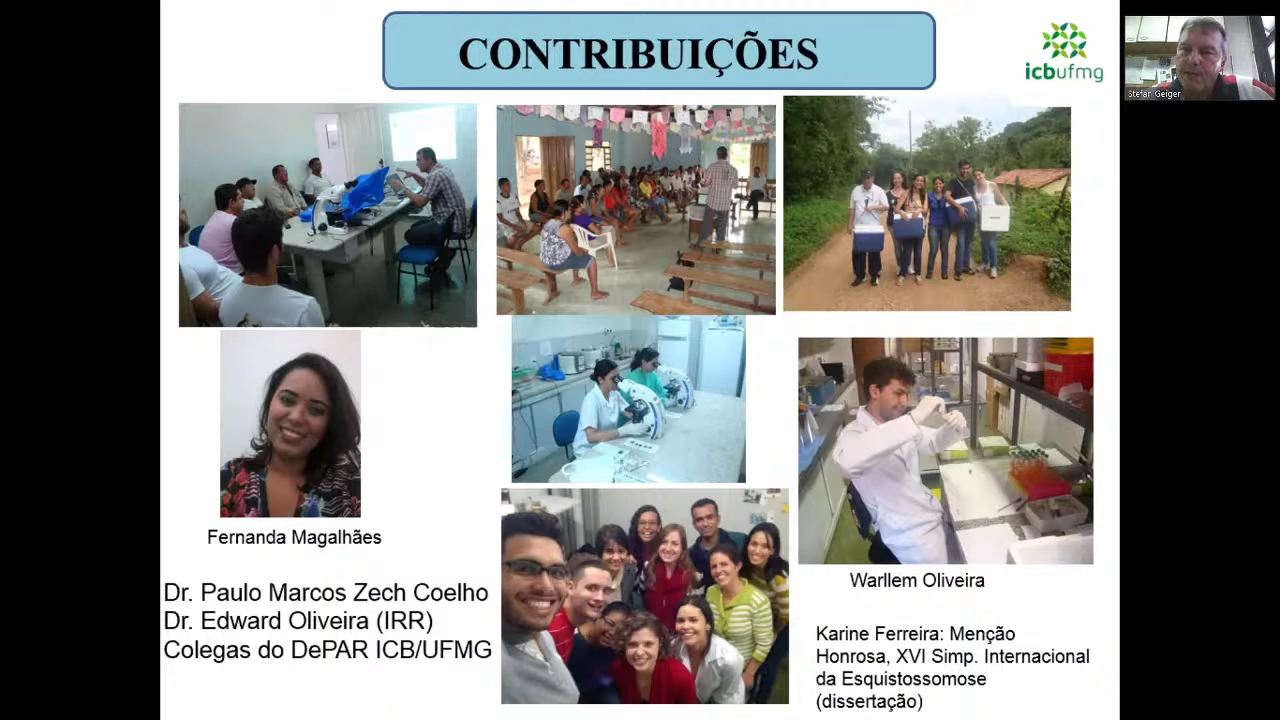 CONTRIBUIÇÕES
icbufmg
Stefan Geiger
Fernanda Magalhães
Warllem Oliveira
Dr. Paulo Marcos Zech Coelho
Dr. Edward Oliveira (IRR)
Colegas do DePAR ICB/UFMG
Karine Ferreira: Menção
Honrosa, XVI Simp. Internacional
da Esquistossomose
(dissertação)